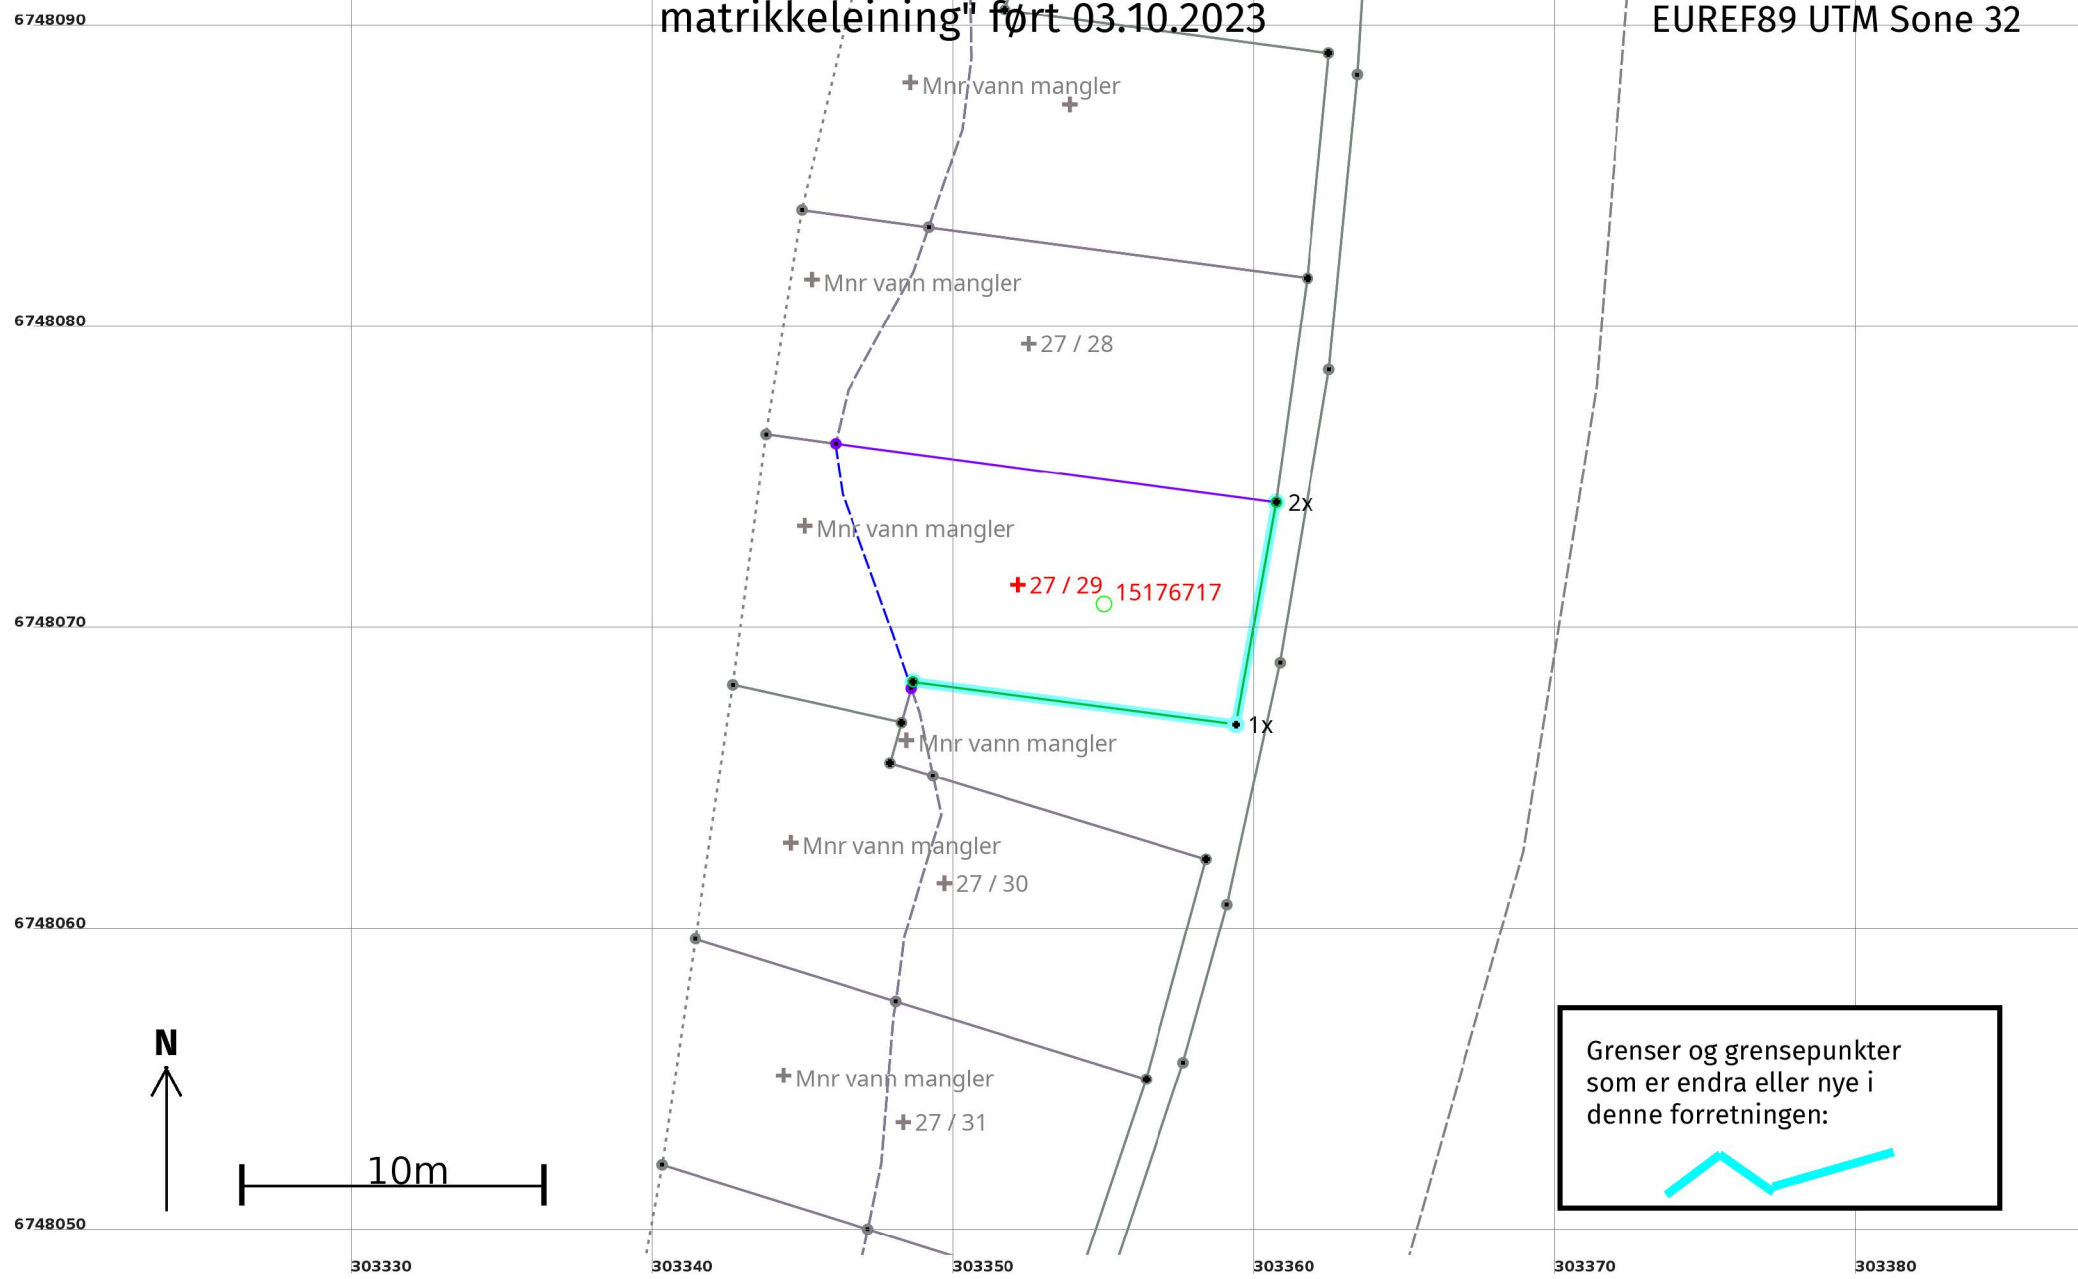 matrikkeleining" ført 03.10.2023
EUREF89 UTM Sone 32
6748090
Mnr vann mangler
Mnr vann mangler
6748080
27 / 28
2x
Mnr vann mangler
27 / 29
15176717
6748070
1x
Mnr vann mangler
Mnr vann mangler
27 / 30
6748060
N
Grenser og grensepunkter
som er endra eller nye i
denne forretningen:
Mnr vann mangler
27 / 31
10m
6748050
303330
303340
303350
303360
303370
303380